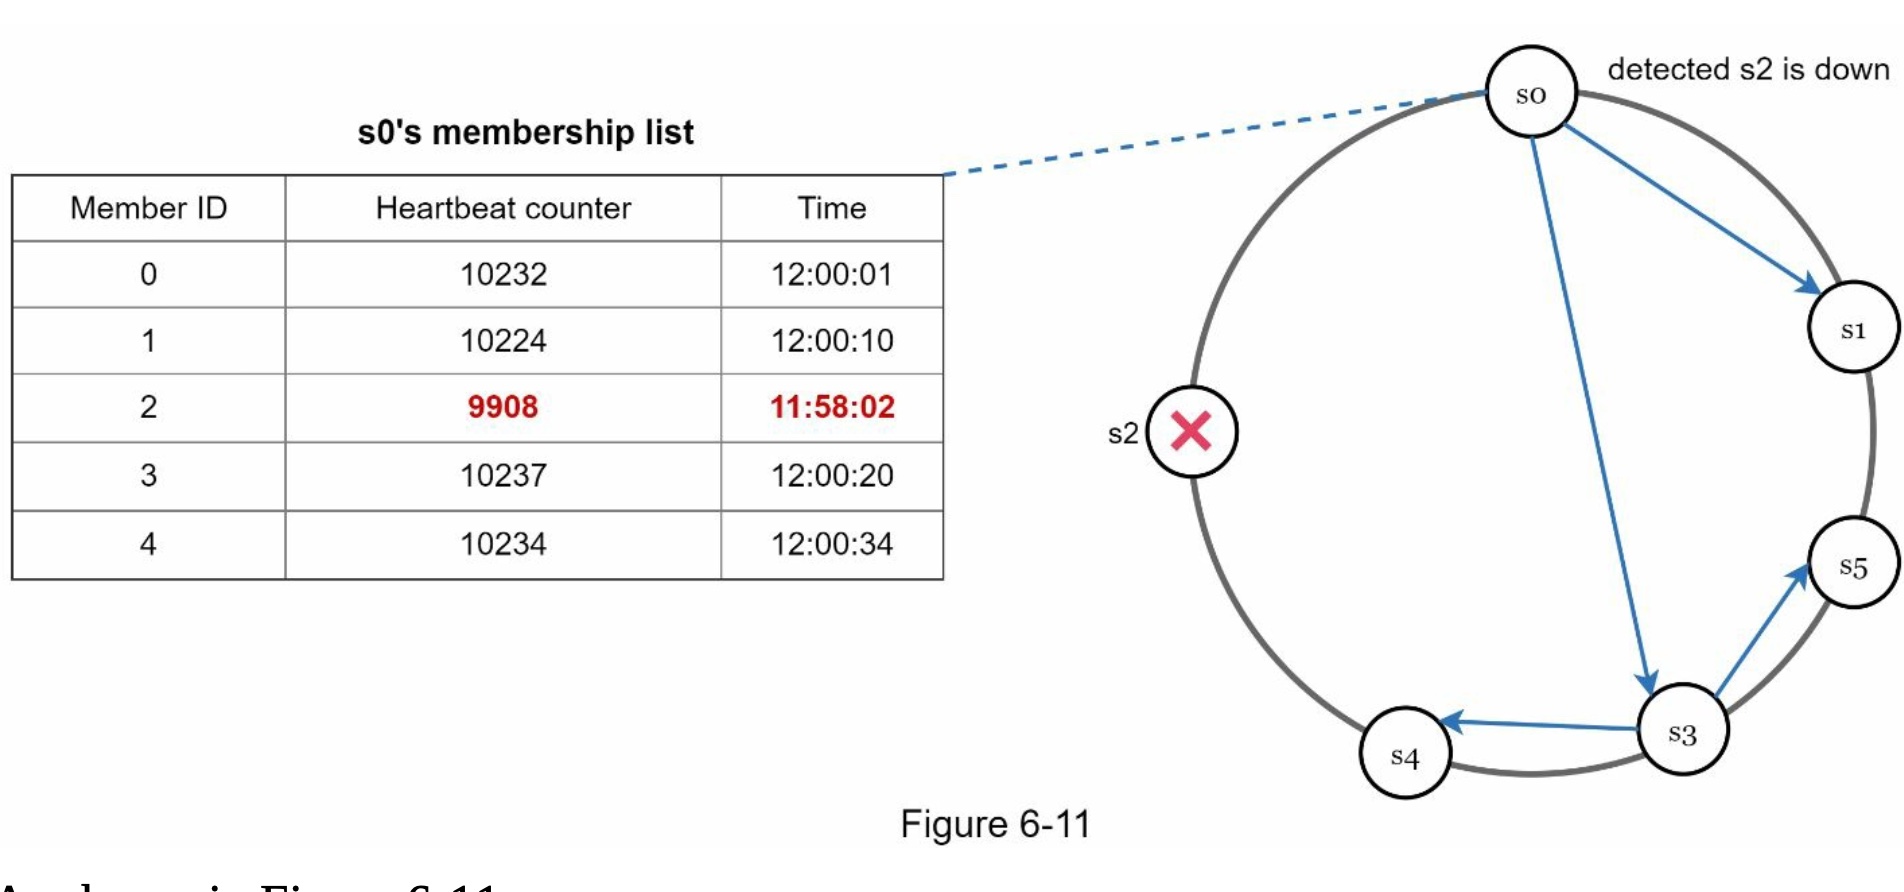 detected s2 is down
s0's membership list
Member ID Heartbeat counter Time
0 10232 12:00:01
1 10224 12:00:10
2 9908 11:58:02
3 10237 12:00:20
4 10234 12:00:34
s0
s1
s2
s5
s3
s4
Figure 6-11